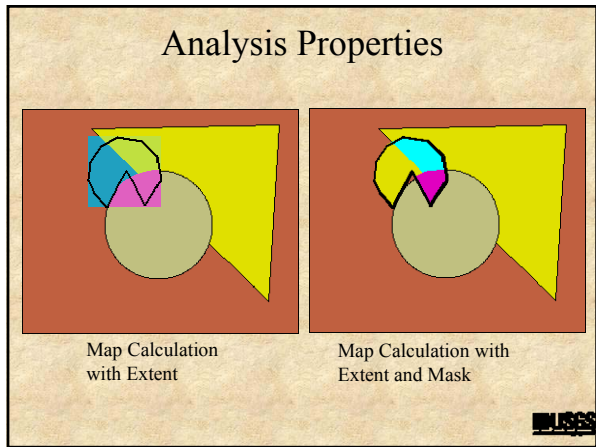 Analysis Properties
Map Calculation
with Extent
Map Calculation with
Extent and Mask
USGS